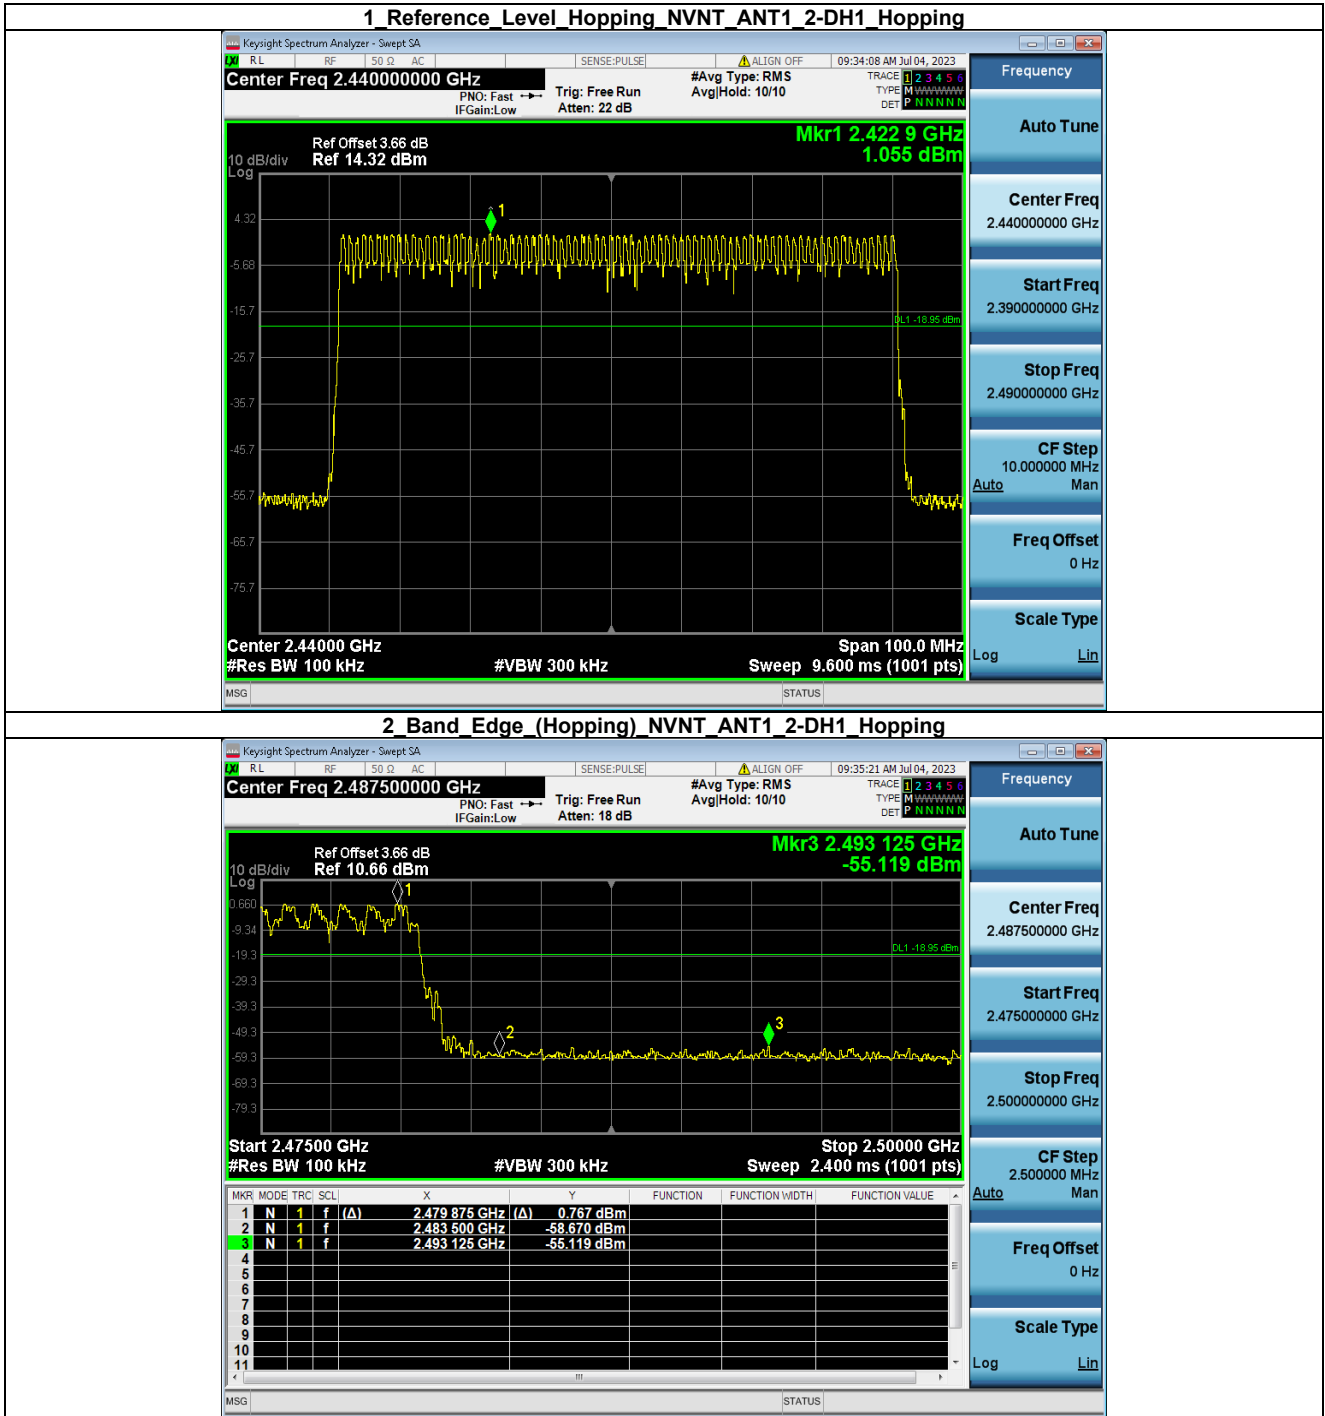 1_Reference_Level_Hopping_NVNT_ANT1_2-DH1_Hopping
Keysight Spectrum Analyzer - Swept SA
LXI RL RF 50 Ω AC SENSE:PULSE ALIGN OFF 09:34:08 AM Jul 04, 2023
Center Freq 2.440000000 GHz
PNO: Fast
IFGain:Low
Trig: Free Run
Atten: 22 dB
#Avg Type: RMS
Avg|Hold: 10/10
TRACE 1 2 3 4 5 6
TYPE M WWWWW
DET P N N N N N
Frequency
Mkr1 2.422 9 GHz
1.055 dBm
Ref Offset 3.66 dB
10 dB/div Ref 14.32 dBm
Log
1
4.32
-5.68
-15.7
DL1 -18.95 dBm
-25.7
-35.7
-45.7
-55.7
-65.7
-75.7
Center 2.44000 GHz Span 100.0 MHz
#Res BW 100 kHz #VBW 300 kHz Sweep 9.600 ms (1001 pts)
Auto Tune
Center Freq
2.440000000 GHz
Start Freq
2.390000000 GHz
Stop Freq
2.490000000 GHz
CF Step
10.000000 MHz
Auto Man
Freq Offset
0 Hz
Scale Type
Log Lin
MSG STATUS
2_Band_Edge_(Hopping)_NVNT_ANT1_2-DH1_Hopping
Keysight Spectrum Analyzer - Swept SA
LXI RL RF 50 Ω AC SENSE:PULSE ALIGN OFF 09:35:21 AM Jul 04, 2023
Center Freq 2.487500000 GHz
PNO: Fast
IFGain:Low
Trig: Free Run
Atten: 18 dB
#Avg Type: RMS
Avg|Hold: 10/10
TRACE 1 2 3 4 5 6
TYPE M WWWWW
DET P N N N N N
Frequency
Mkr3 2.493 125 GHz
-55.119 dBm
Ref Offset 3.66 dB
10 dB/div Ref 10.66 dBm
Log
1
0.660
-9.34
DL1 -18.95 dBm
-19.3
-29.3
-39.3
-49.3
2
3
-59.3
-69.3
-79.3
Start 2.47500 GHz Stop 2.50000 GHz
#Res BW 100 kHz #VBW 300 kHz Sweep 2.400 ms (1001 pts)
MKR MODE TRC SCL X Y FUNCTION FUNCTION WIDTH FUNCTION VALUE
1 N 1 f (Δ) 2.479 875 GHz (Δ) 0.767 dBm
2 N 1 f 2.483 500 GHz -58.670 dBm
3 N 1 f 2.493 125 GHz -55.119 dBm
4
5
6
7
8
9
10
11
Auto Tune
Center Freq
2.487500000 GHz
Start Freq
2.475000000 GHz
Stop Freq
2.500000000 GHz
CF Step
2.500000 MHz
Auto Man
Freq Offset
0 Hz
Scale Type
Log Lin
MSG STATUS